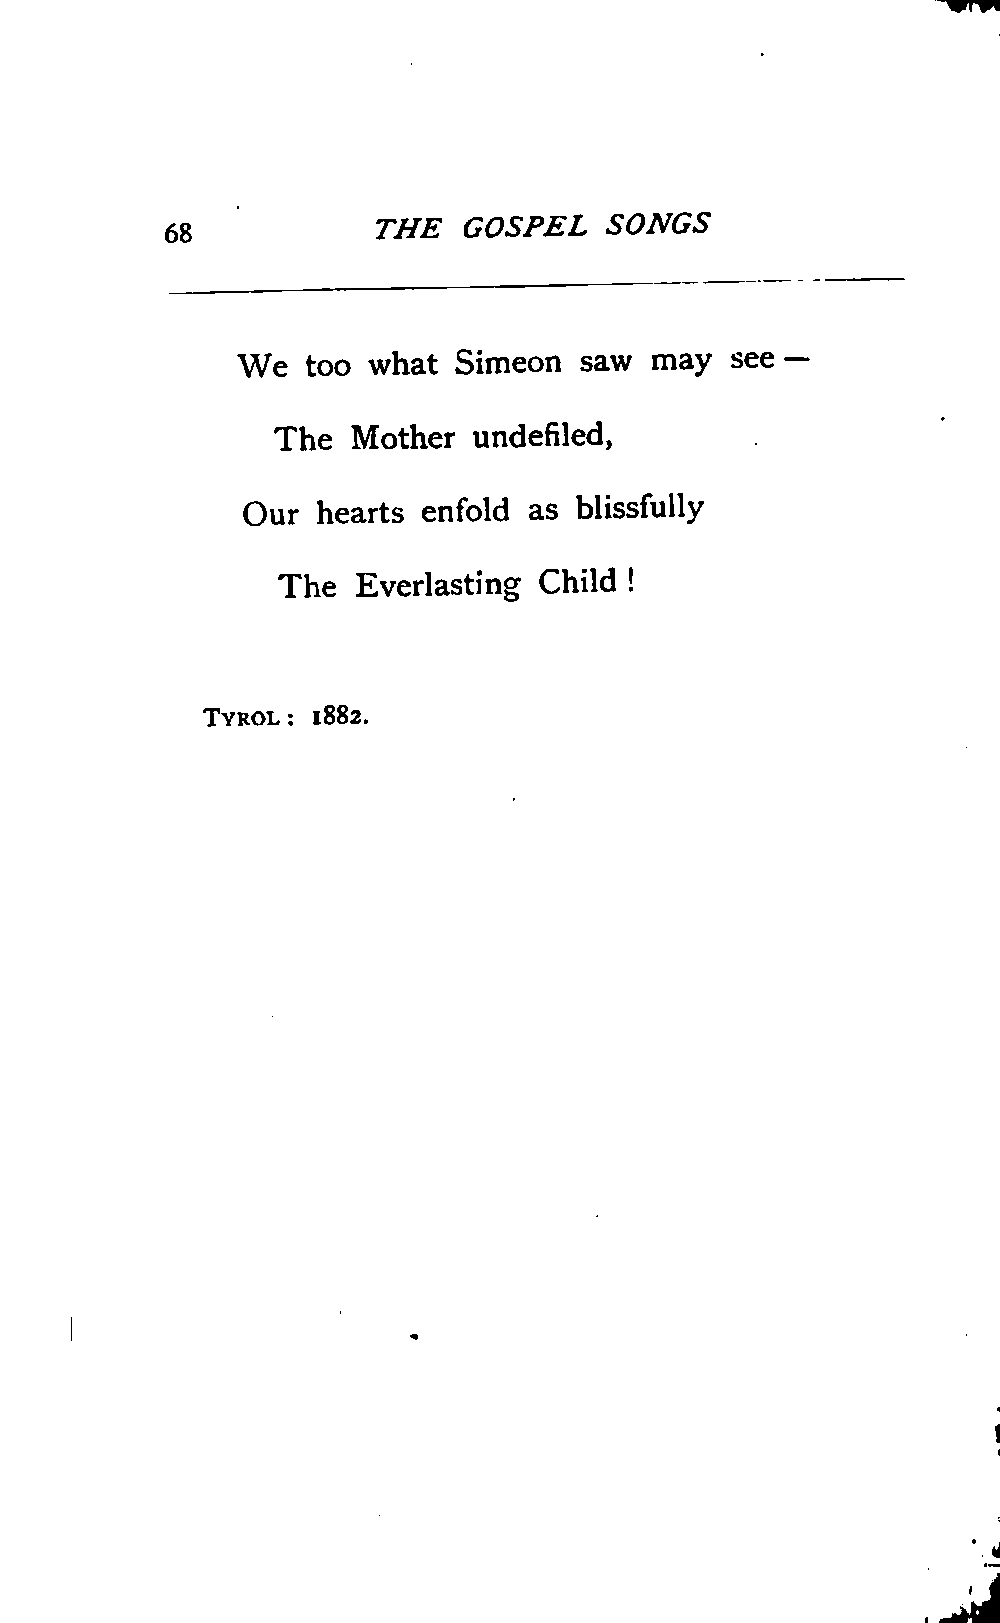 68 THE GOSPEL SONGS
We too what Simeon saw may see —
The Mother undefiled,
Our hearts enfold as blissfully
The Everlasting Child !
TYROL : 1882.